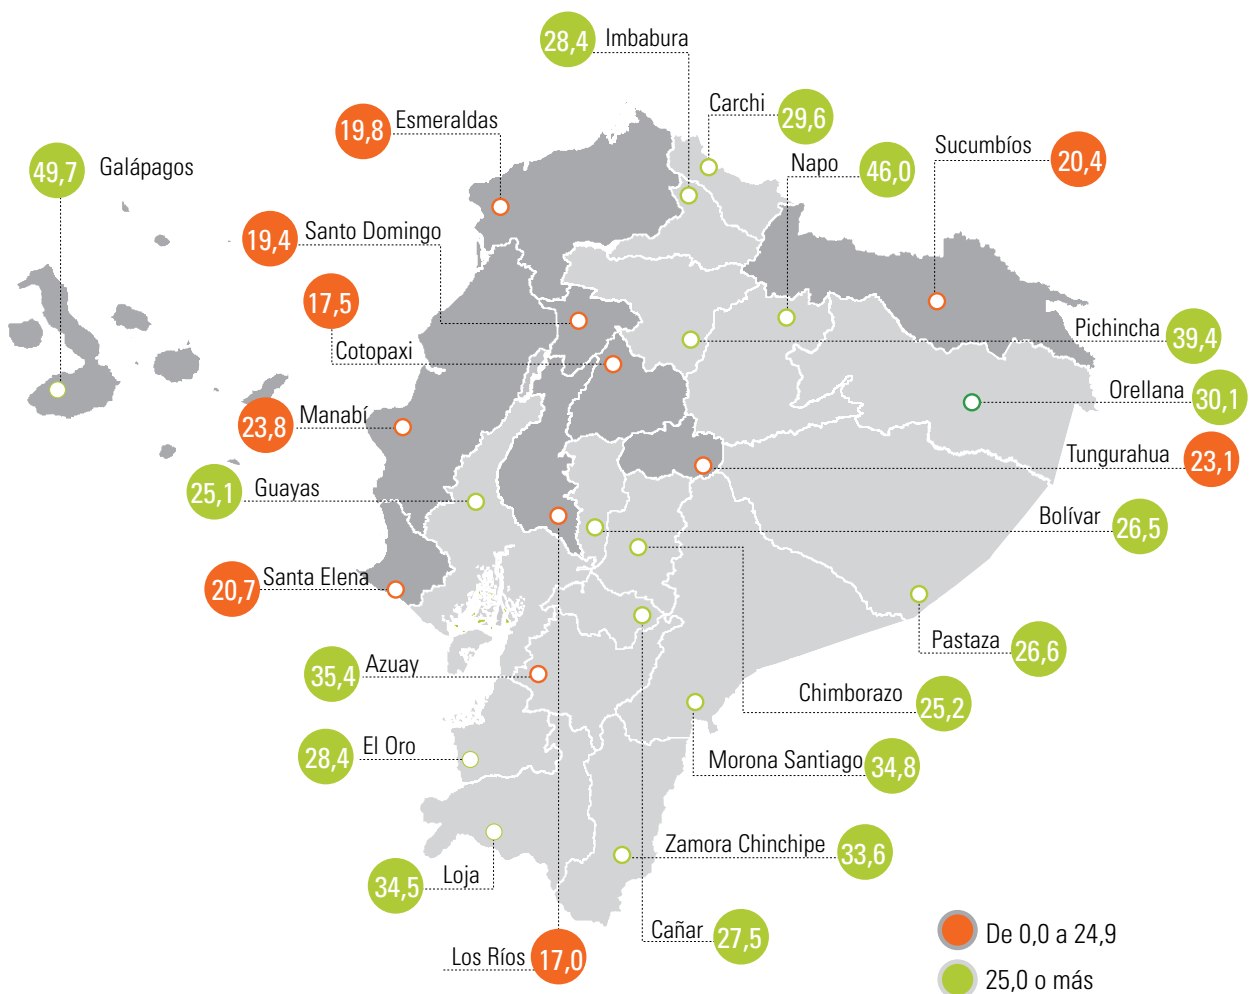 28,4 Imbabura
Carchi 29,6
19,8 Esmeraldas
Sucumbíos 20,4
49,7 Galápagos
Napo 46,0
19,4 Santo Domingo
17,5
Cotopaxi
Pichincha 39,4
Orellana 30,1
23,8 Manabí
Tungurahua 23,1
25,1 Guayas
Bolívar 26,5
20,7 Santa Elena
Pastaza 26,6
35,4 Azuay
Chimborazo 25,2
28,4 El Oro
Morona Santiago 34,8
Zamora Chinchipe 33,6
34,5 Loja
Cañar 27,5
Los Ríos 17,0
De 0,0 a 24,9
25,0 o más